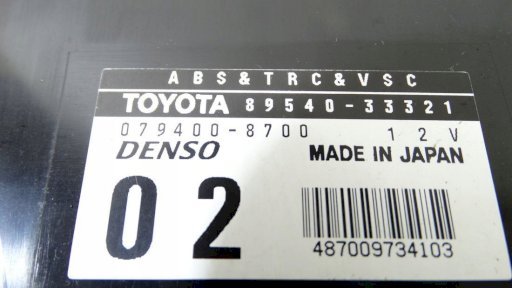 ABS&TRC&VSC
TOYOTA 89540-33321
079400-8700 12V
DENSO MADE IN JAPAN
02
487009734103